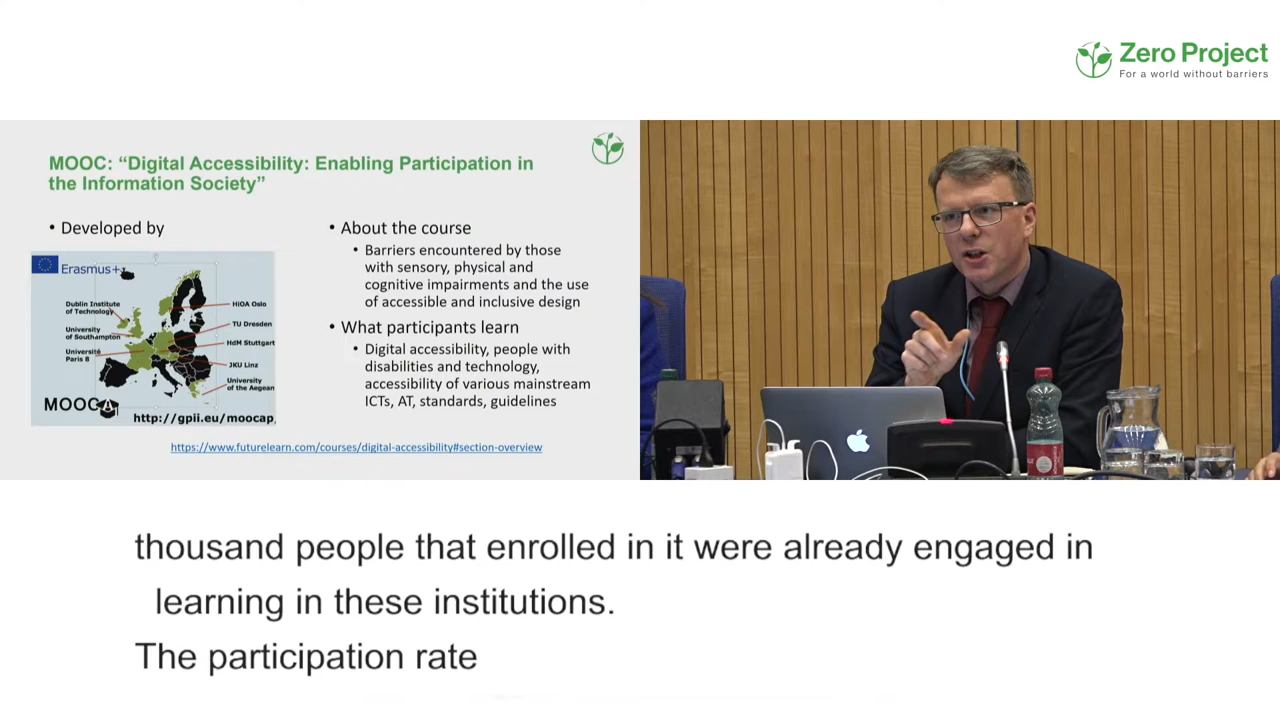 Zero Project
For a world without barriers
MOOC: “Digital Accessibility: Enabling Participation in
the Information Society”
• Developed by
Erasmus+
Dublin Institute
of Technology
University
of Southampton
Université
Paris 8
HiOA Oslo
TU Dresden
HdM Stuttgart
JKU Linz
University
of the Aegean
MOOCA
http://gpii.eu/moocap
• About the course
• Barriers encountered by those
with sensory, physical and
cognitive impairments and the use
of accessible and inclusive design
• What participants learn
• Digital accessibility, people with
disabilities and technology,
accessibility of various mainstream
ICTs, AT, standards, guidelines
https://www.futurelearn.com/courses/digital-accessibility#section-overview
thousand people that enrolled in it were already engaged in
learning in these institutions.
The participation rate